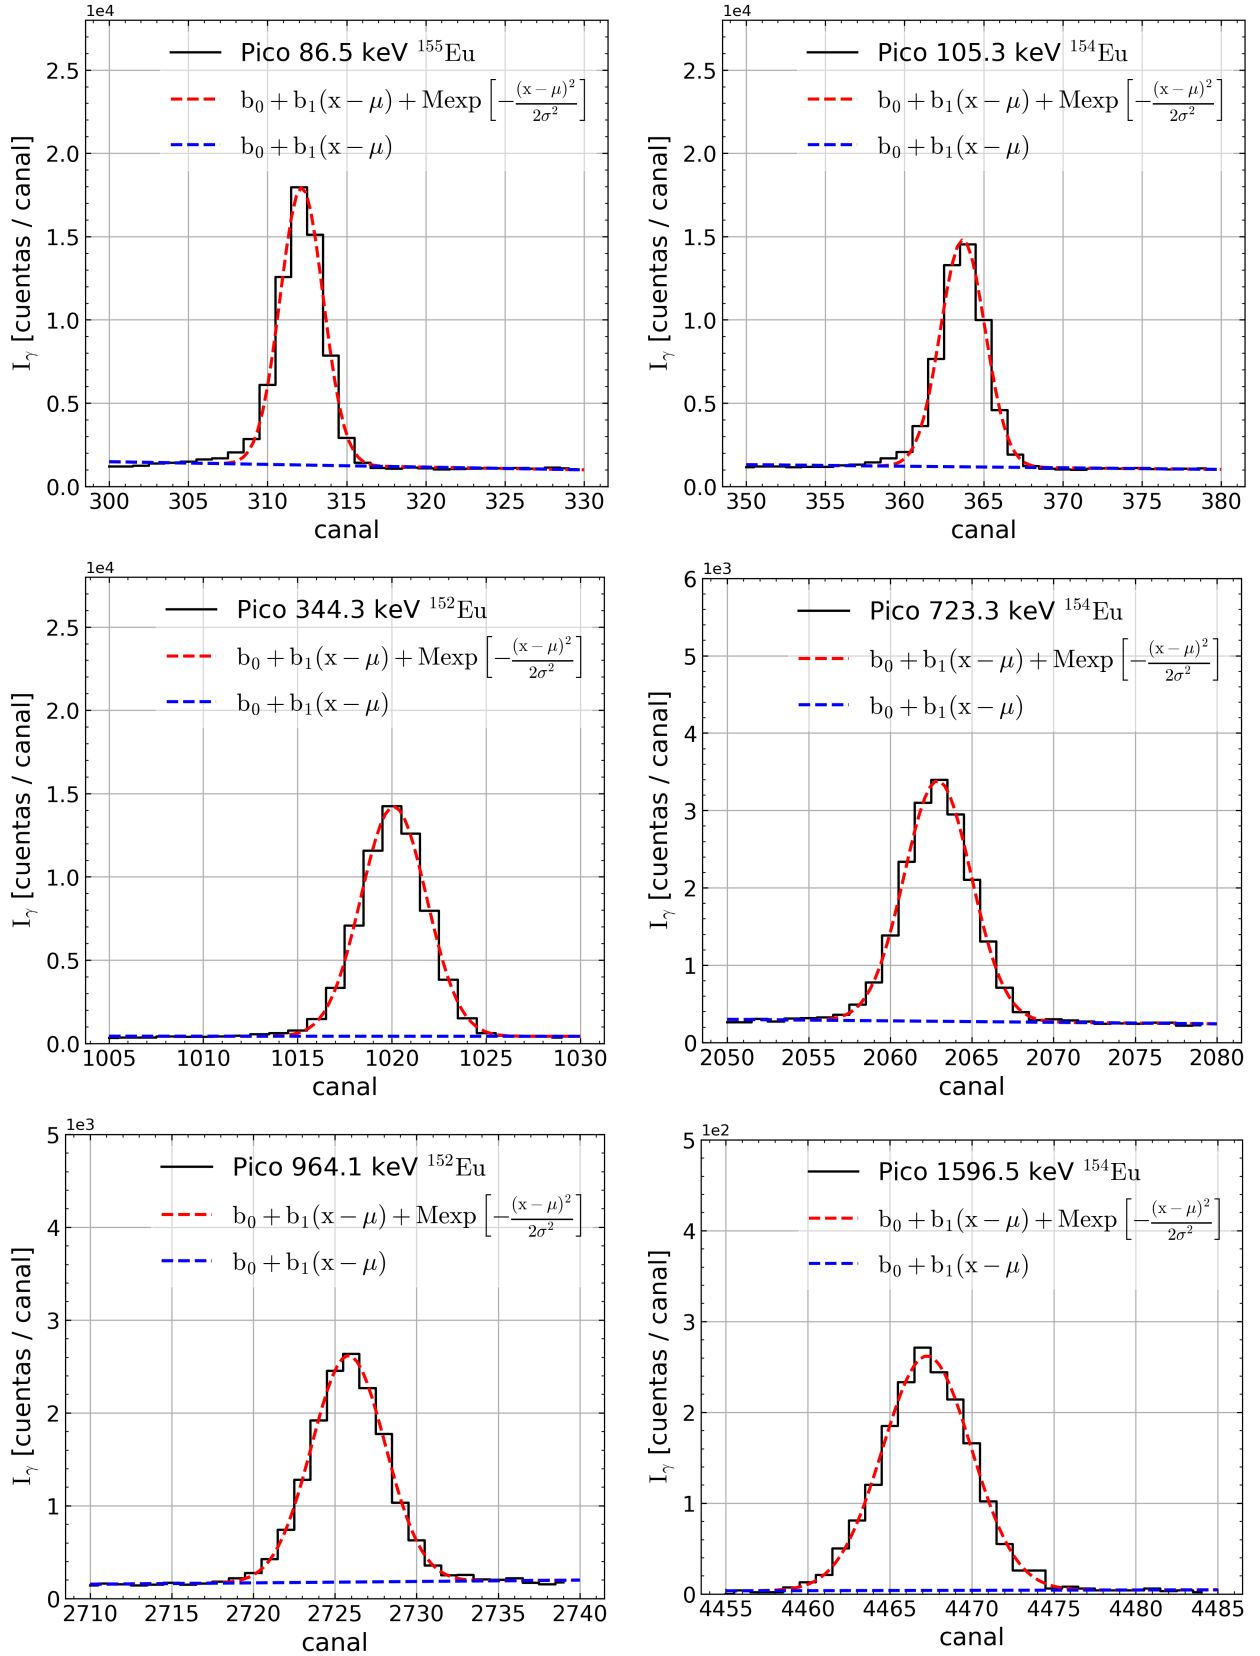 1e4
Pico 86.5 keV ¹⁵⁵Eu
b₀ + b₁(x − μ) + Mexp [−(x − μ)²/2σ²]
b₀ + b₁(x − μ)
2.5
2.0
1.5
1.0
0.5
0.0
I_γ [cuentas / canal]
300 305 310 315 320 325 330
canal
1e4
Pico 105.3 keV ¹⁵⁴Eu
b₀ + b₁(x − μ) + Mexp [−(x − μ)²/2σ²]
b₀ + b₁(x − μ)
2.5
2.0
1.5
1.0
0.5
0.0
I_γ [cuentas / canal]
350 355 360 365 370 375 380
canal
1e4
Pico 344.3 keV ¹⁵²Eu
b₀ + b₁(x − μ) + Mexp [−(x − μ)²/2σ²]
b₀ + b₁(x − μ)
2.5
2.0
1.5
1.0
0.5
0.0
I_γ [cuentas / canal]
1005 1010 1015 1020 1025 1030
canal
1e3
Pico 723.3 keV ¹⁵⁴Eu
b₀ + b₁(x − μ) + Mexp [−(x − μ)²/2σ²]
b₀ + b₁(x − μ)
6
5
4
3
2
1
0
I_γ [cuentas / canal]
2050 2055 2060 2065 2070 2075 2080
canal
1e3
Pico 964.1 keV ¹⁵²Eu
b₀ + b₁(x − μ) + Mexp [−(x − μ)²/2σ²]
b₀ + b₁(x − μ)
5
4
3
2
1
0
I_γ [cuentas / canal]
2710 2715 2720 2725 2730 2735 2740
canal
1e2
Pico 1596.5 keV ¹⁵⁴Eu
b₀ + b₁(x − μ) + Mexp [−(x − μ)²/2σ²]
b₀ + b₁(x − μ)
5
4
3
2
1
0
I_γ [cuentas / canal]
4455 4460 4465 4470 4475 4480 4485
canal